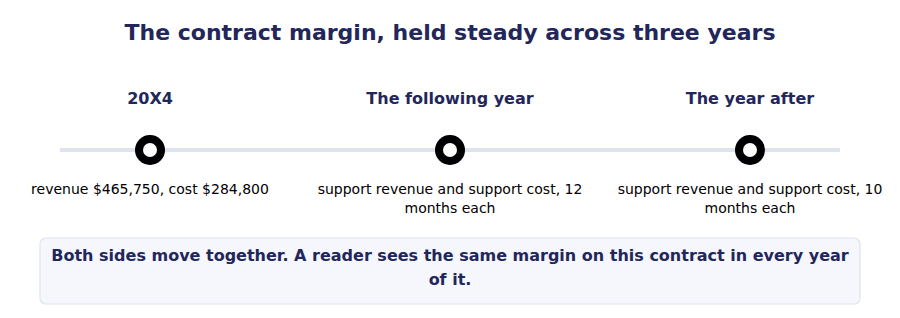 The contract margin, held steady across three years
20X4
The following year
The year after
revenue $465,750, cost $284,800
support revenue and support cost, 12
months each
support revenue and support cost, 10
months each
Both sides move together. A reader sees the same margin on this contract in every year
of it.